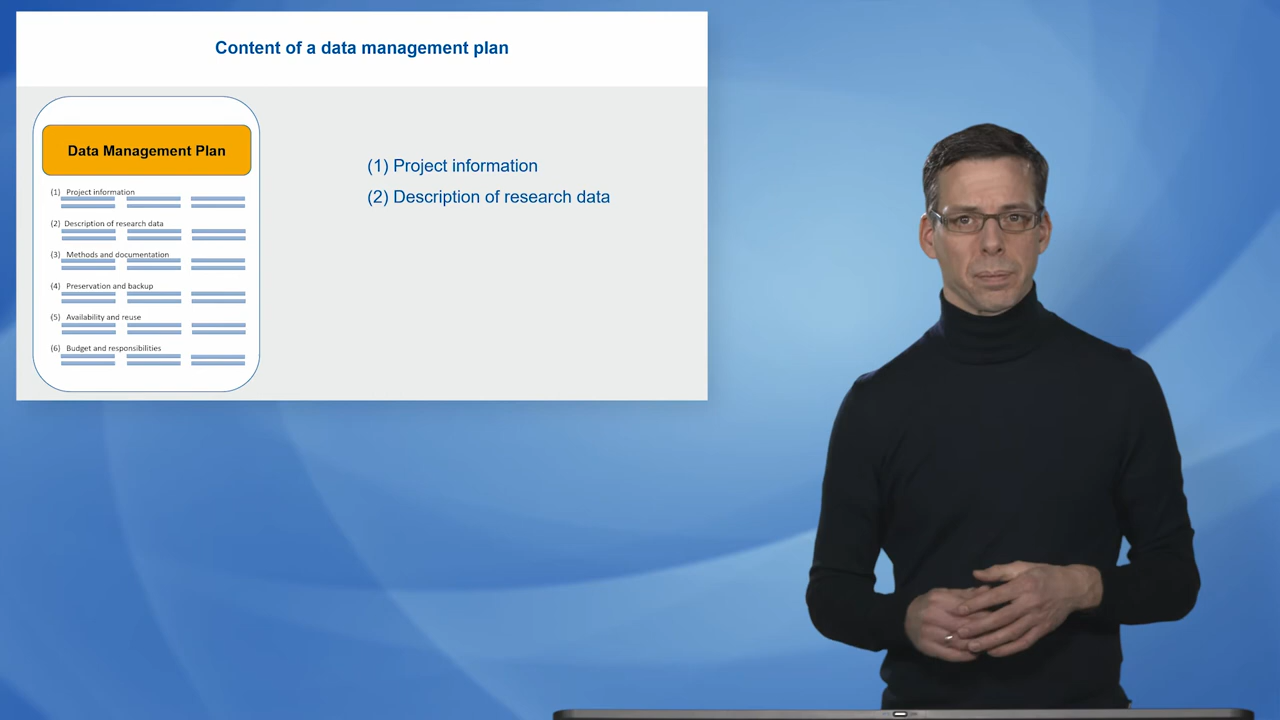 Content of a data management plan
Data Management Plan
(1) Project information
(2) Description of research data
(3) Methods and documentation
(4) Preservation and backup
(5) Availability and reuse
(6) Budget and responsibilities
(1) Project information
(2) Description of research data